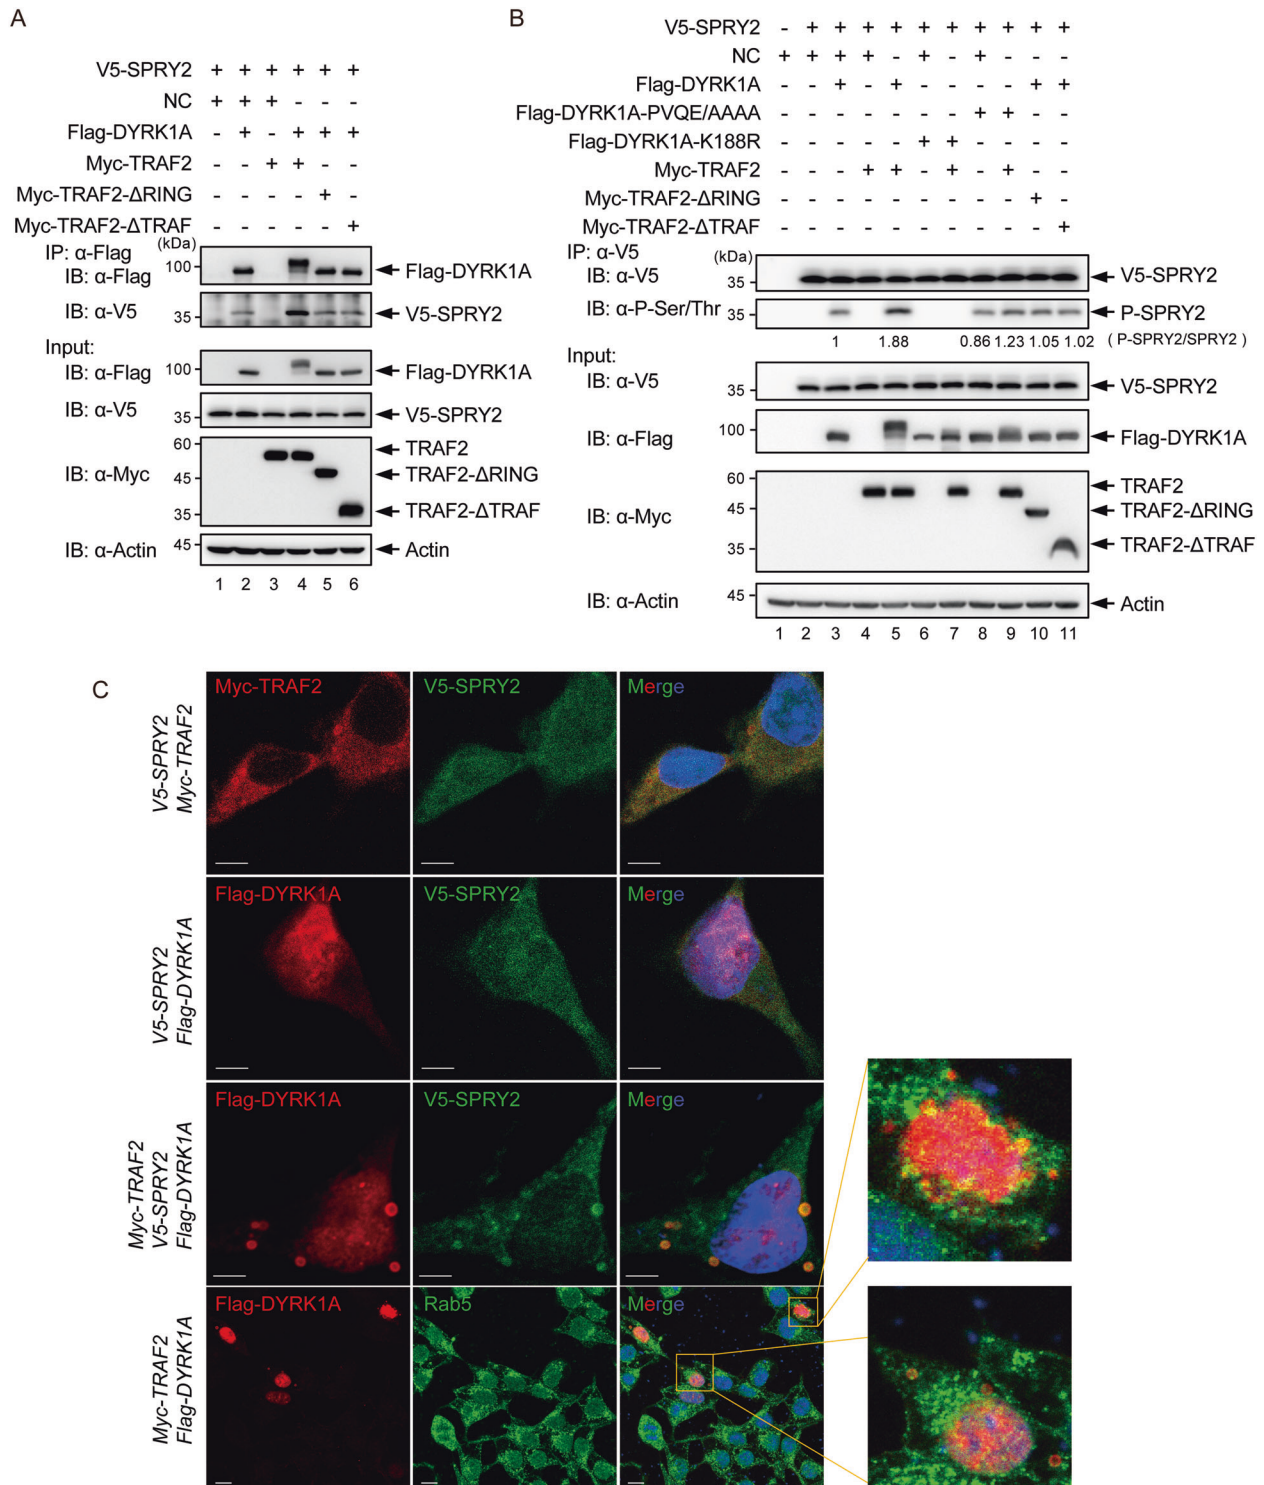 A
V5-SPRY2 + + + + + +
NC + + + - - -
Flag-DYRK1A - + - + + +
Myc-TRAF2 - - + + - -
Myc-TRAF2-ΔRING - - - - + -
Myc-TRAF2-ΔTRAF - - - - - +
(kDa)
IP: α-Flag
IB: α-Flag 100 Flag-DYRK1A
IB: α-V5 35 V5-SPRY2
Input:
IB: α-Flag 100 Flag-DYRK1A
IB: α-V5 35 V5-SPRY2
60 TRAF2
IB: α-Myc 45 TRAF2-ΔRING
35 TRAF2-ΔTRAF
45
IB: α-Actin Actin
1 2 3 4 5 6
B
V5-SPRY2 - + + + + + + + + + +
NC + + + + - + - + - - -
Flag-DYRK1A - - + - + - - - - + +
Flag-DYRK1A-PVQE/AAAA - - - - - - - + + - -
Flag-DYRK1A-K188R - - - - - + + - - - -
Myc-TRAF2 - - - + + - + - + - -
Myc-TRAF2-ΔRING - - - - - - - - - + -
Myc-TRAF2-ΔTRAF - - - - - - - - - - +
IP: α-V5 (kDa)
IB: α-V5 35 V5-SPRY2
IB: α-P-Ser/Thr 35 P-SPRY2
1 1.88 0.86 1.23 1.05 1.02 ( P-SPRY2/SPRY2 )
Input:
IB: α-V5 35 V5-SPRY2
100
IB: α-Flag Flag-DYRK1A
60 TRAF2
45 TRAF2-ΔRING
IB: α-Myc
35 TRAF2-ΔTRAF
45
IB: α-Actin Actin
1 2 3 4 5 6 7 8 9 10 11
C
V5-SPRY2
Myc-TRAF2
Myc-TRAF2 V5-SPRY2 Merge
V5-SPRY2
Flag-DYRK1A
Flag-DYRK1A V5-SPRY2 Merge
Myc-TRAF2
V5-SPRY2
Flag-DYRK1A
Flag-DYRK1A V5-SPRY2 Merge
Myc-TRAF2
Flag-DYRK1A
Flag-DYRK1A Rab5 Merge